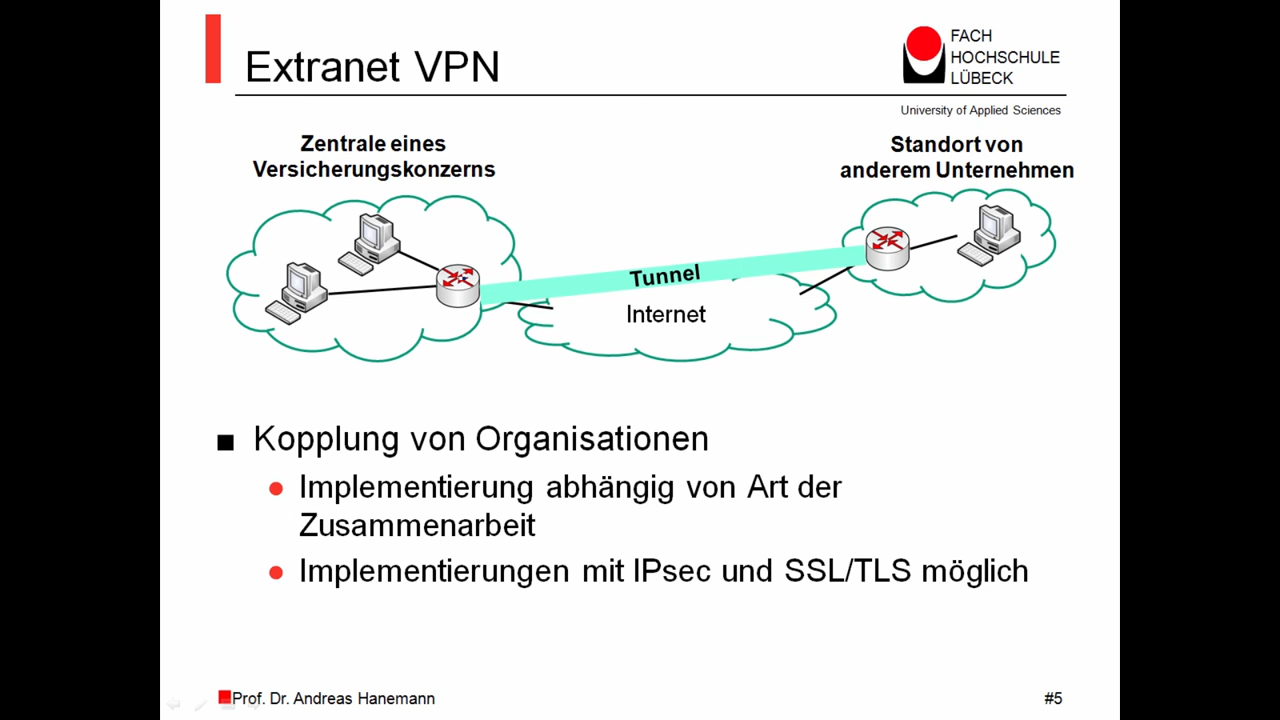 Extranet VPN
FACH
HOCHSCHULE
LÜBECK
University of Applied Sciences
Zentrale eines
Versicherungskonzerns
Standort von
anderem Unternehmen
Tunnel
Internet
Kopplung von Organisationen
Implementierung abhängig von Art der
Zusammenarbeit
Implementierungen mit IPsec und SSL/TLS möglich
Prof. Dr. Andreas Hanemann
#5